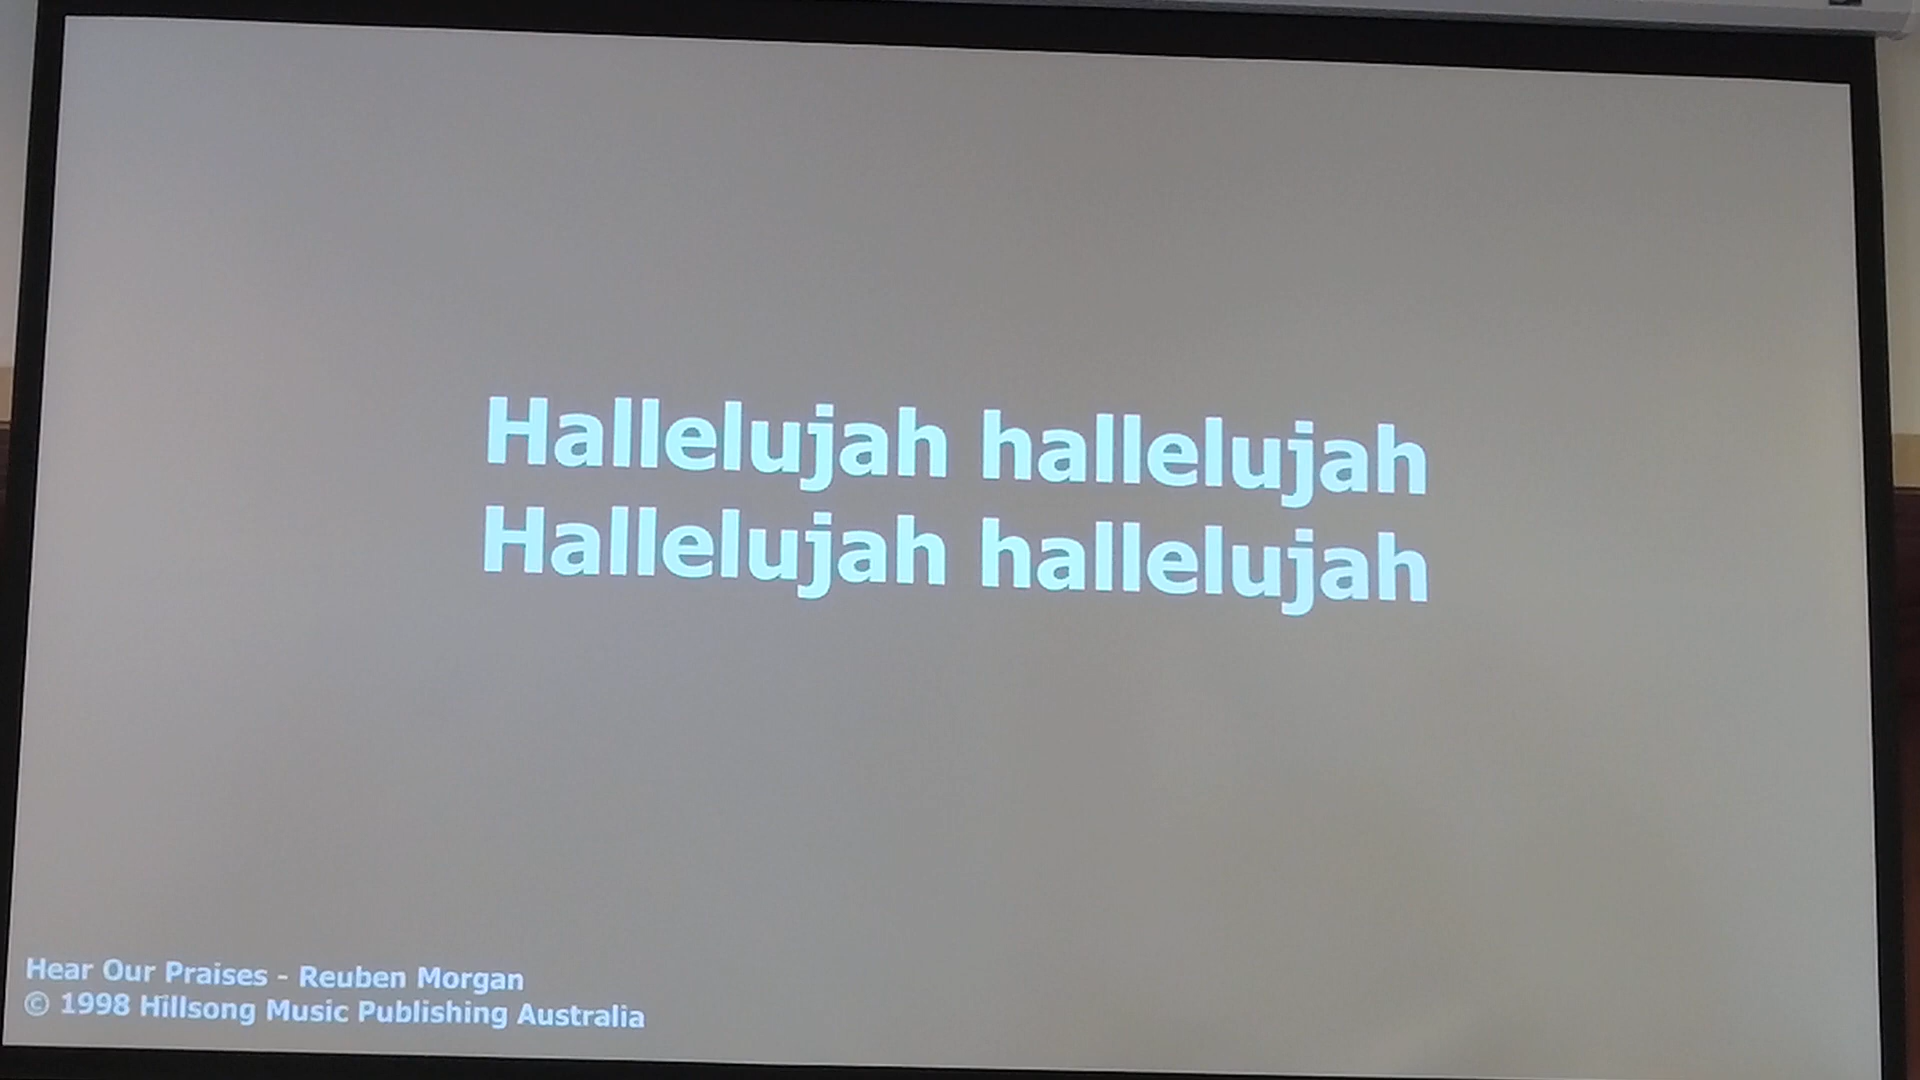 Hallelujah hallelujah
Hallelujah hallelujah
Hear Our Praises - Reuben Morgan
© 1998 Hillsong Music Publishing Australia